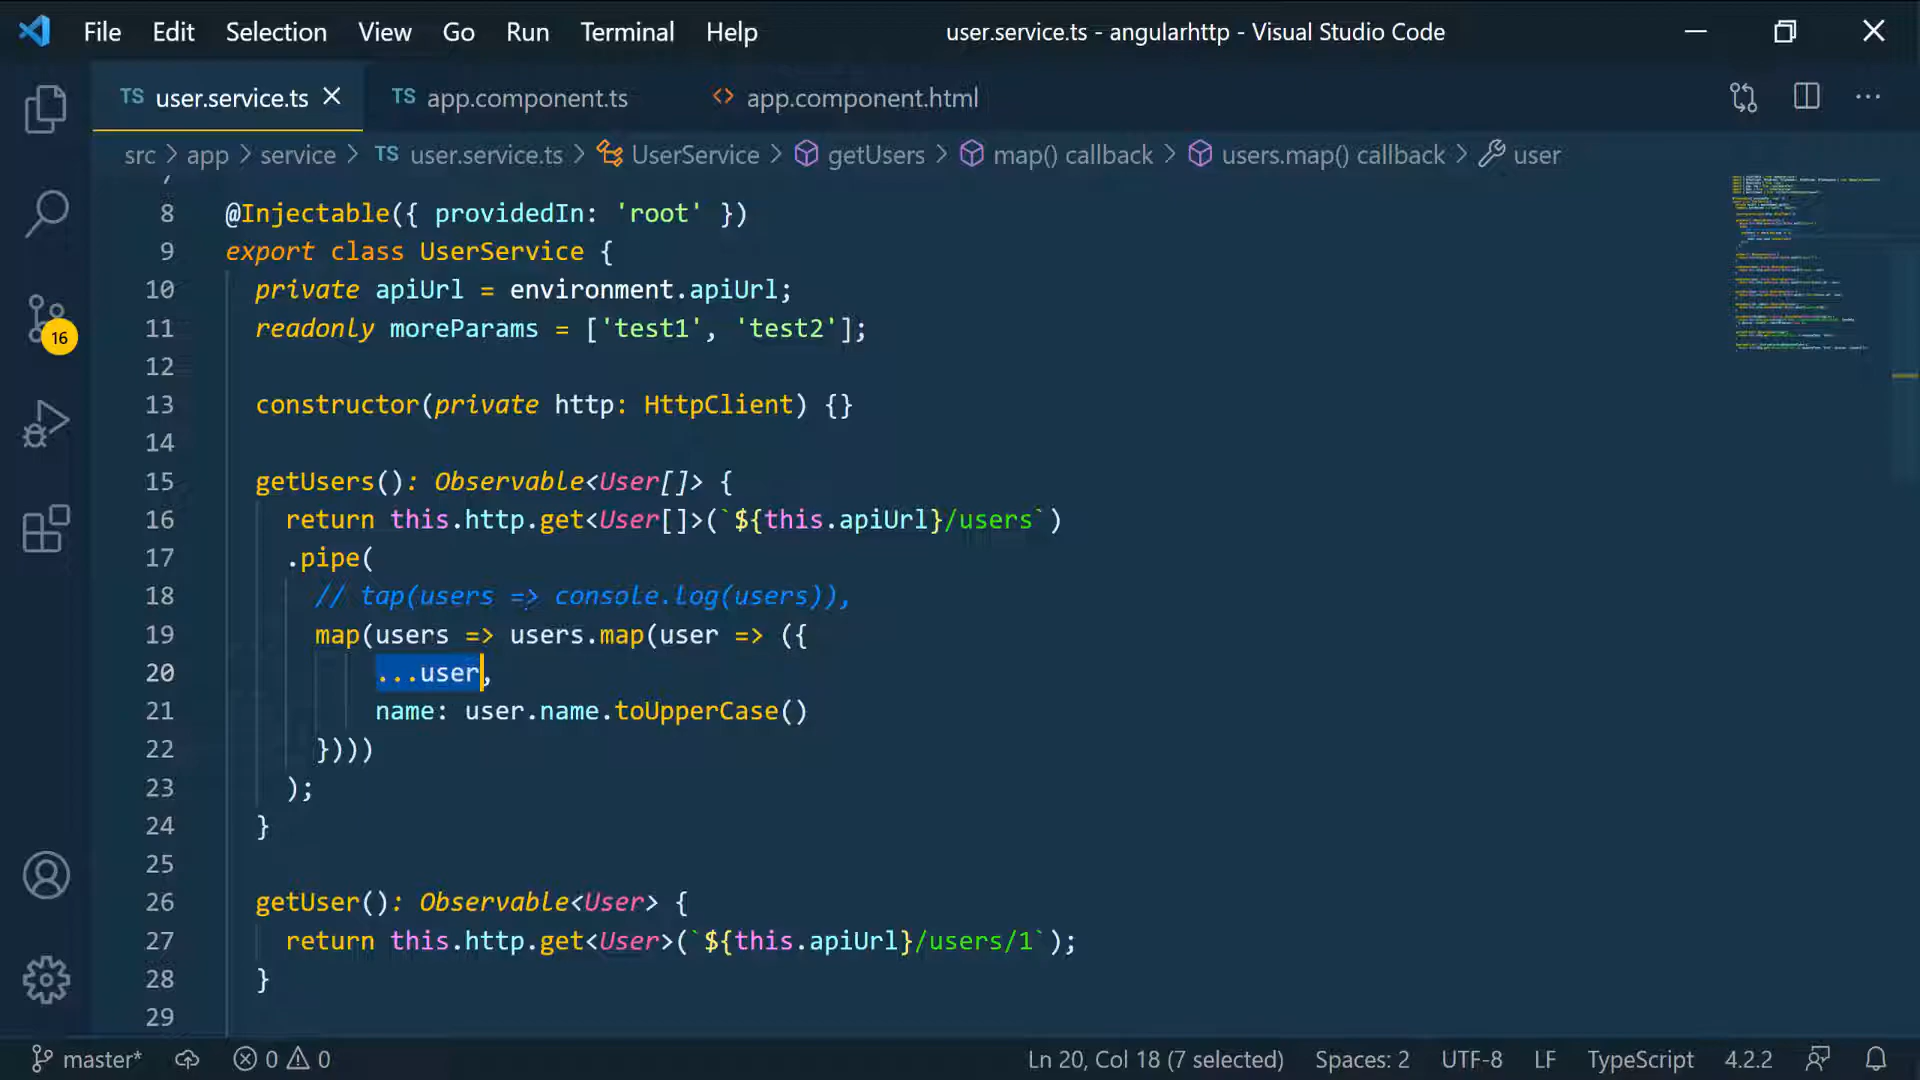 File Edit Selection View Go Run Terminal Help user.service.ts - angularhttp - Visual Studio Code
TS user.service.ts TS app.component.ts <> app.component.html
src > app > service > TS user.service.ts > UserService > getUsers > map() callback > users.map() callback > user
8 @Injectable({ providedIn: 'root' })
9 export class UserService {
10 private apiUrl = environment.apiUrl;
11 readonly moreParams = ['test1', 'test2'];
12
13 constructor(private http: HttpClient) {}
14
15 getUsers(): Observable<User[]> {
16 return this.http.get<User[]>(`${this.apiUrl}/users`)
17 .pipe(
18 // tap(users => console.log(users)),
19 map(users => users.map(user => ({
20 ...user,
21 name: user.name.toUpperCase()
22 })))
23 );
24 }
25
26 getUser(): Observable<User> {
27 return this.http.get<User>(`${this.apiUrl}/users/1`);
28 }
29
16
master* 0 0 Ln 20, Col 18 (7 selected) Spaces: 2 UTF-8 LF TypeScript 4.2.2